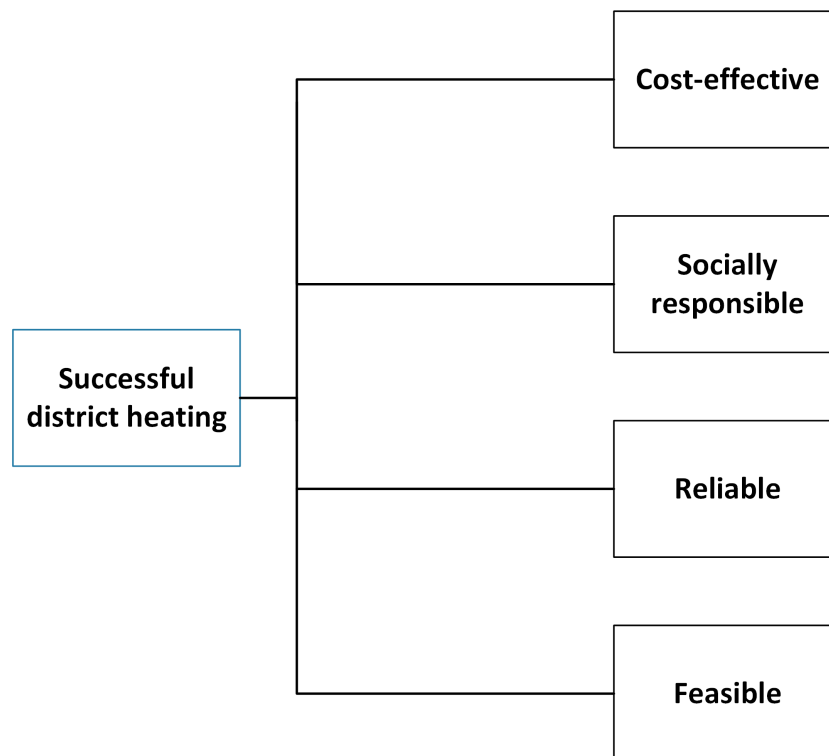 Cost-effective
Socially
responsible
Successful
district heating
Reliable
Feasible